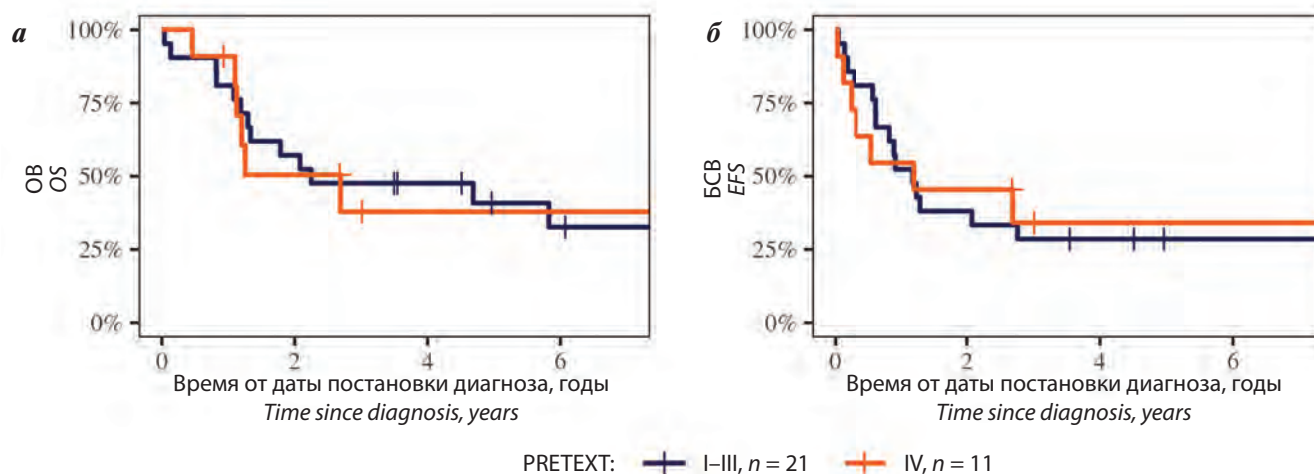 а
100%
75%
50%
25%
0%
ОВ
OS
0 2 4 6
Время от даты постановки диагноза, годы
Time since diagnosis, years
б
100%
75%
50%
25%
0%
БСВ
EFS
0 2 4 6
Время от даты постановки диагноза, годы
Time since diagnosis, years
PRETEXT: I–III, n = 21 IV, n = 11